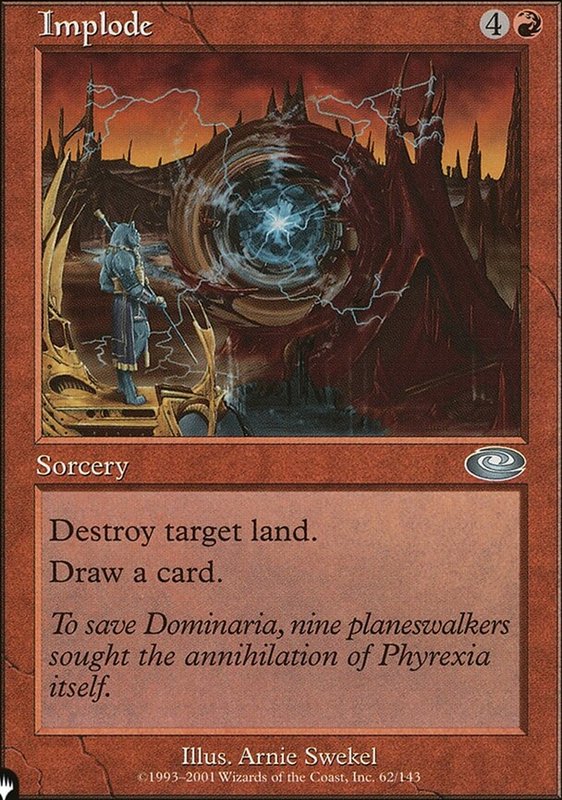 Implode
4
Sorcery
Destroy target land.
Draw a card.
To save Dominaria, nine planeswalkers
sought the annihilation of Phyrexia
itself.
Illus. Arnie Swekel
©1993–2001 Wizards of the Coast, Inc. 62/143